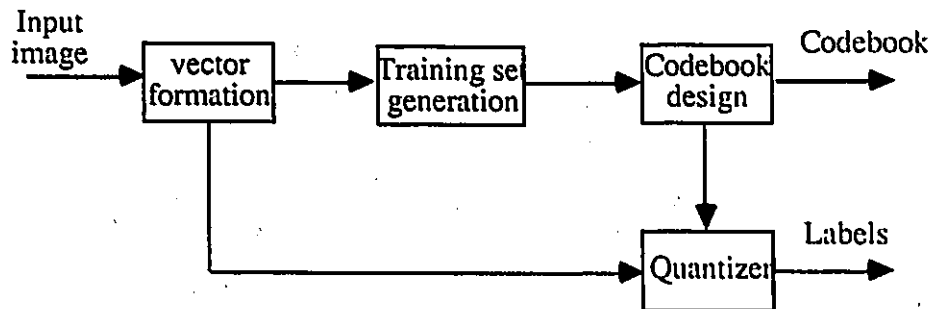 Input
image
vector
formation
Training set
generation
Codebook
design
Codebook
Quantizer
Labels